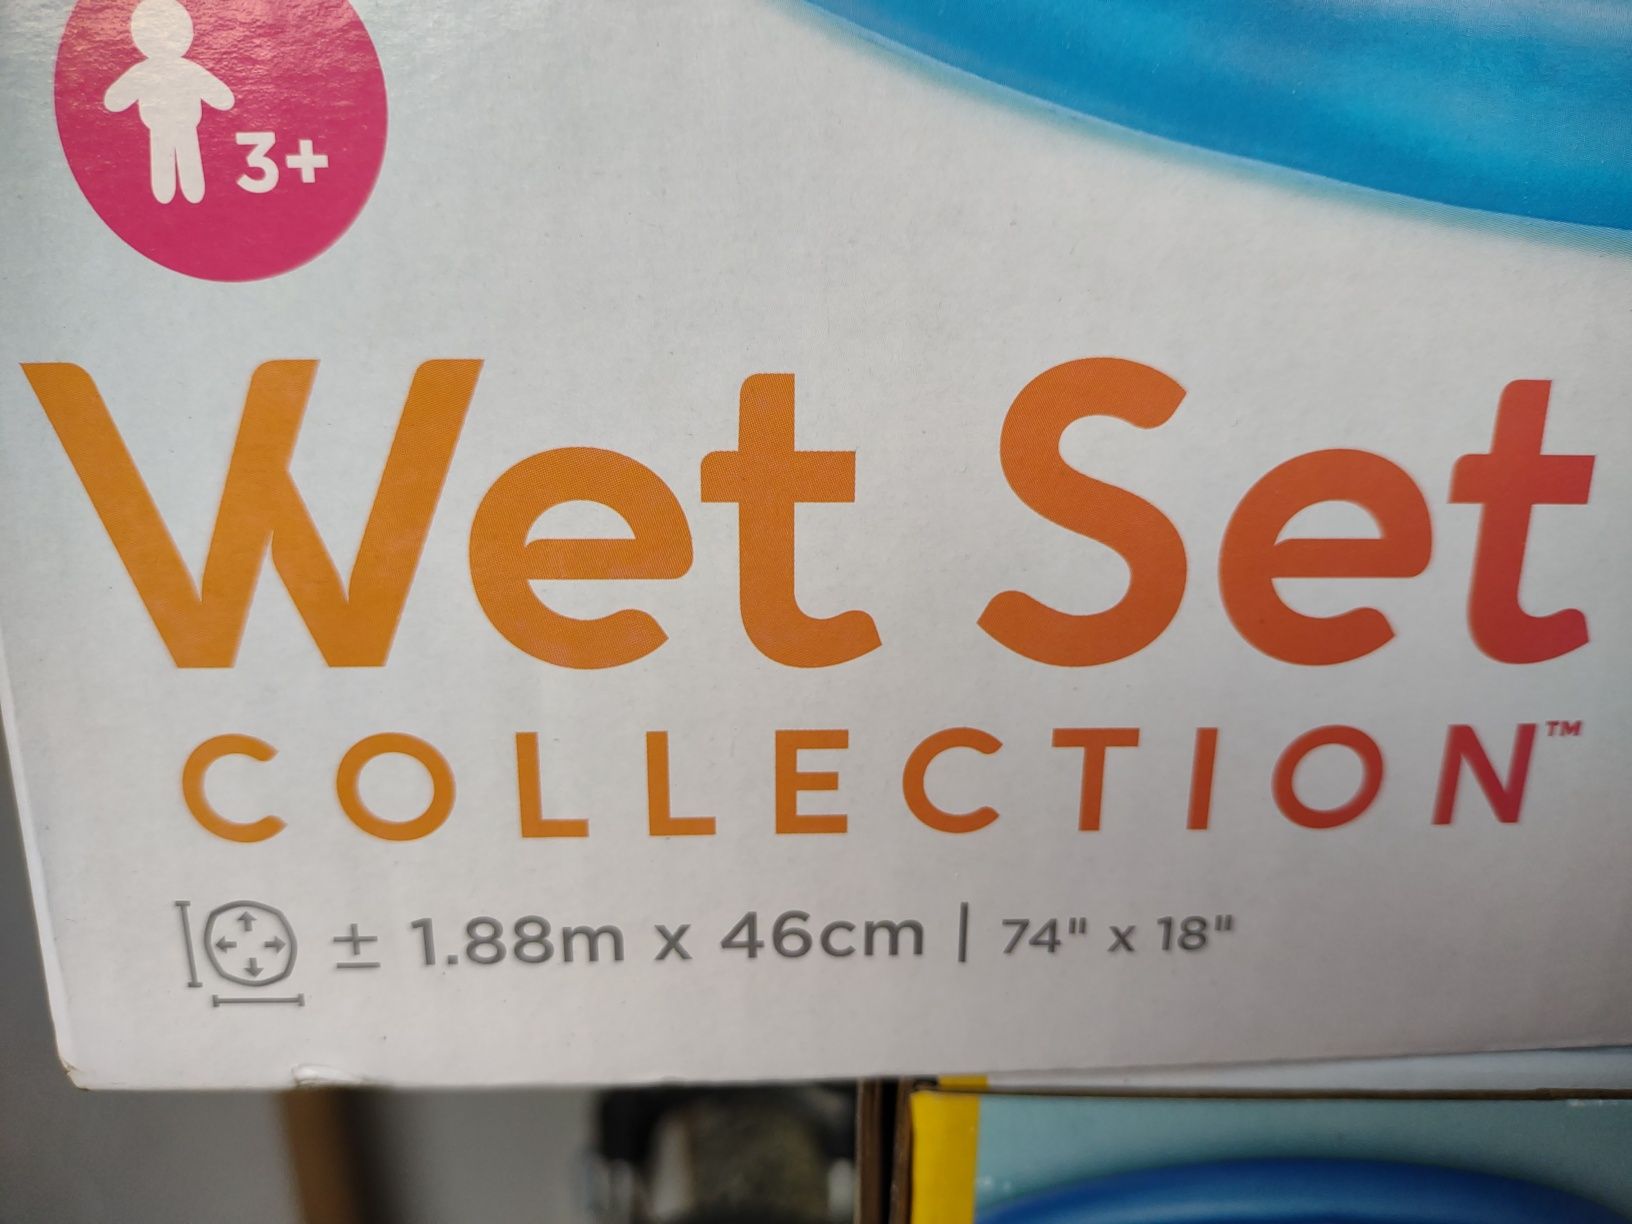 3+
Wet Set
COLLECTION™
± 1.88m x 46cm | 74" x 18"